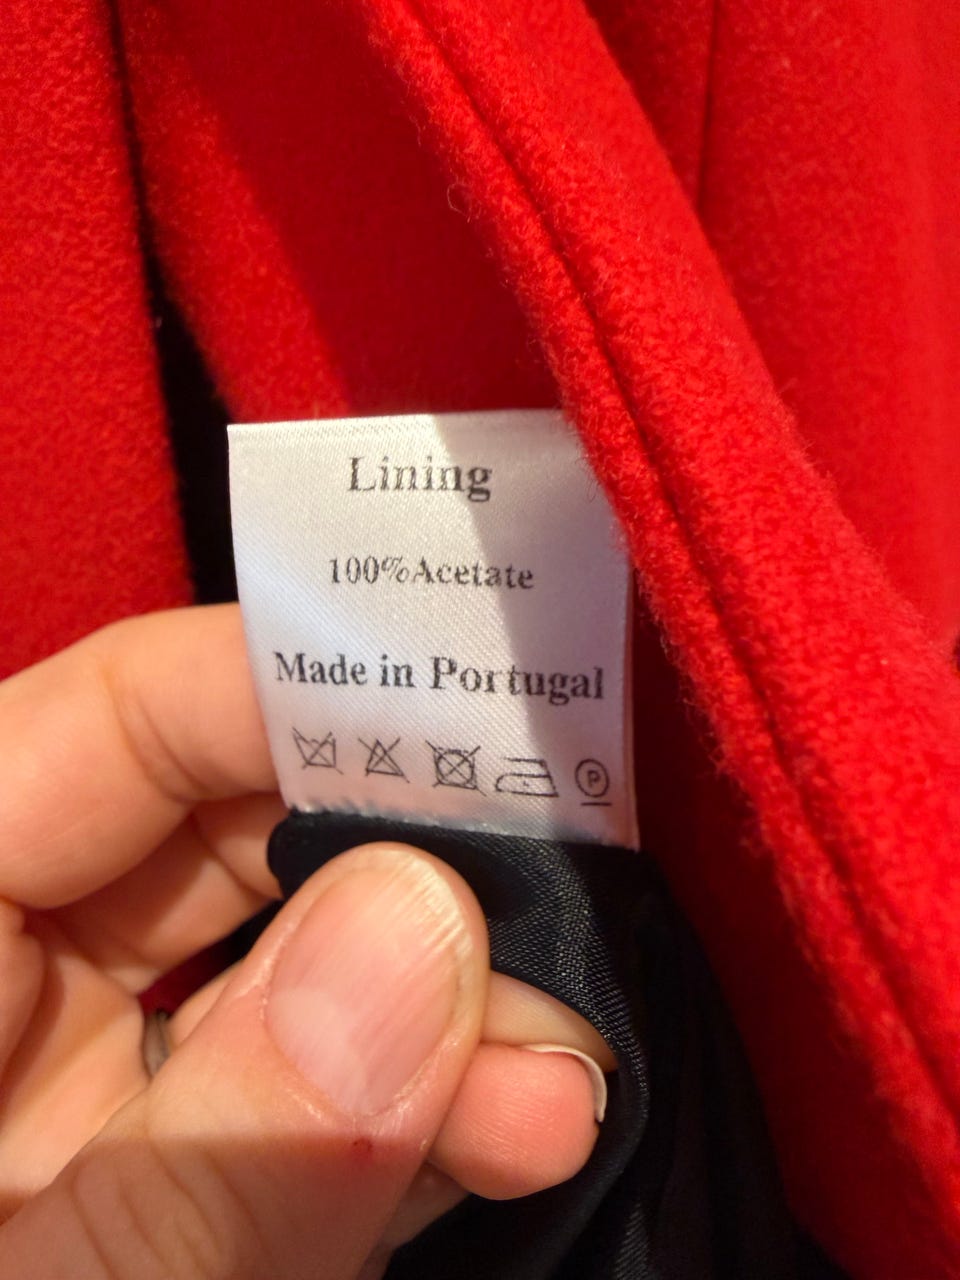 Lining
100%Acetate
Made in Portugal
P